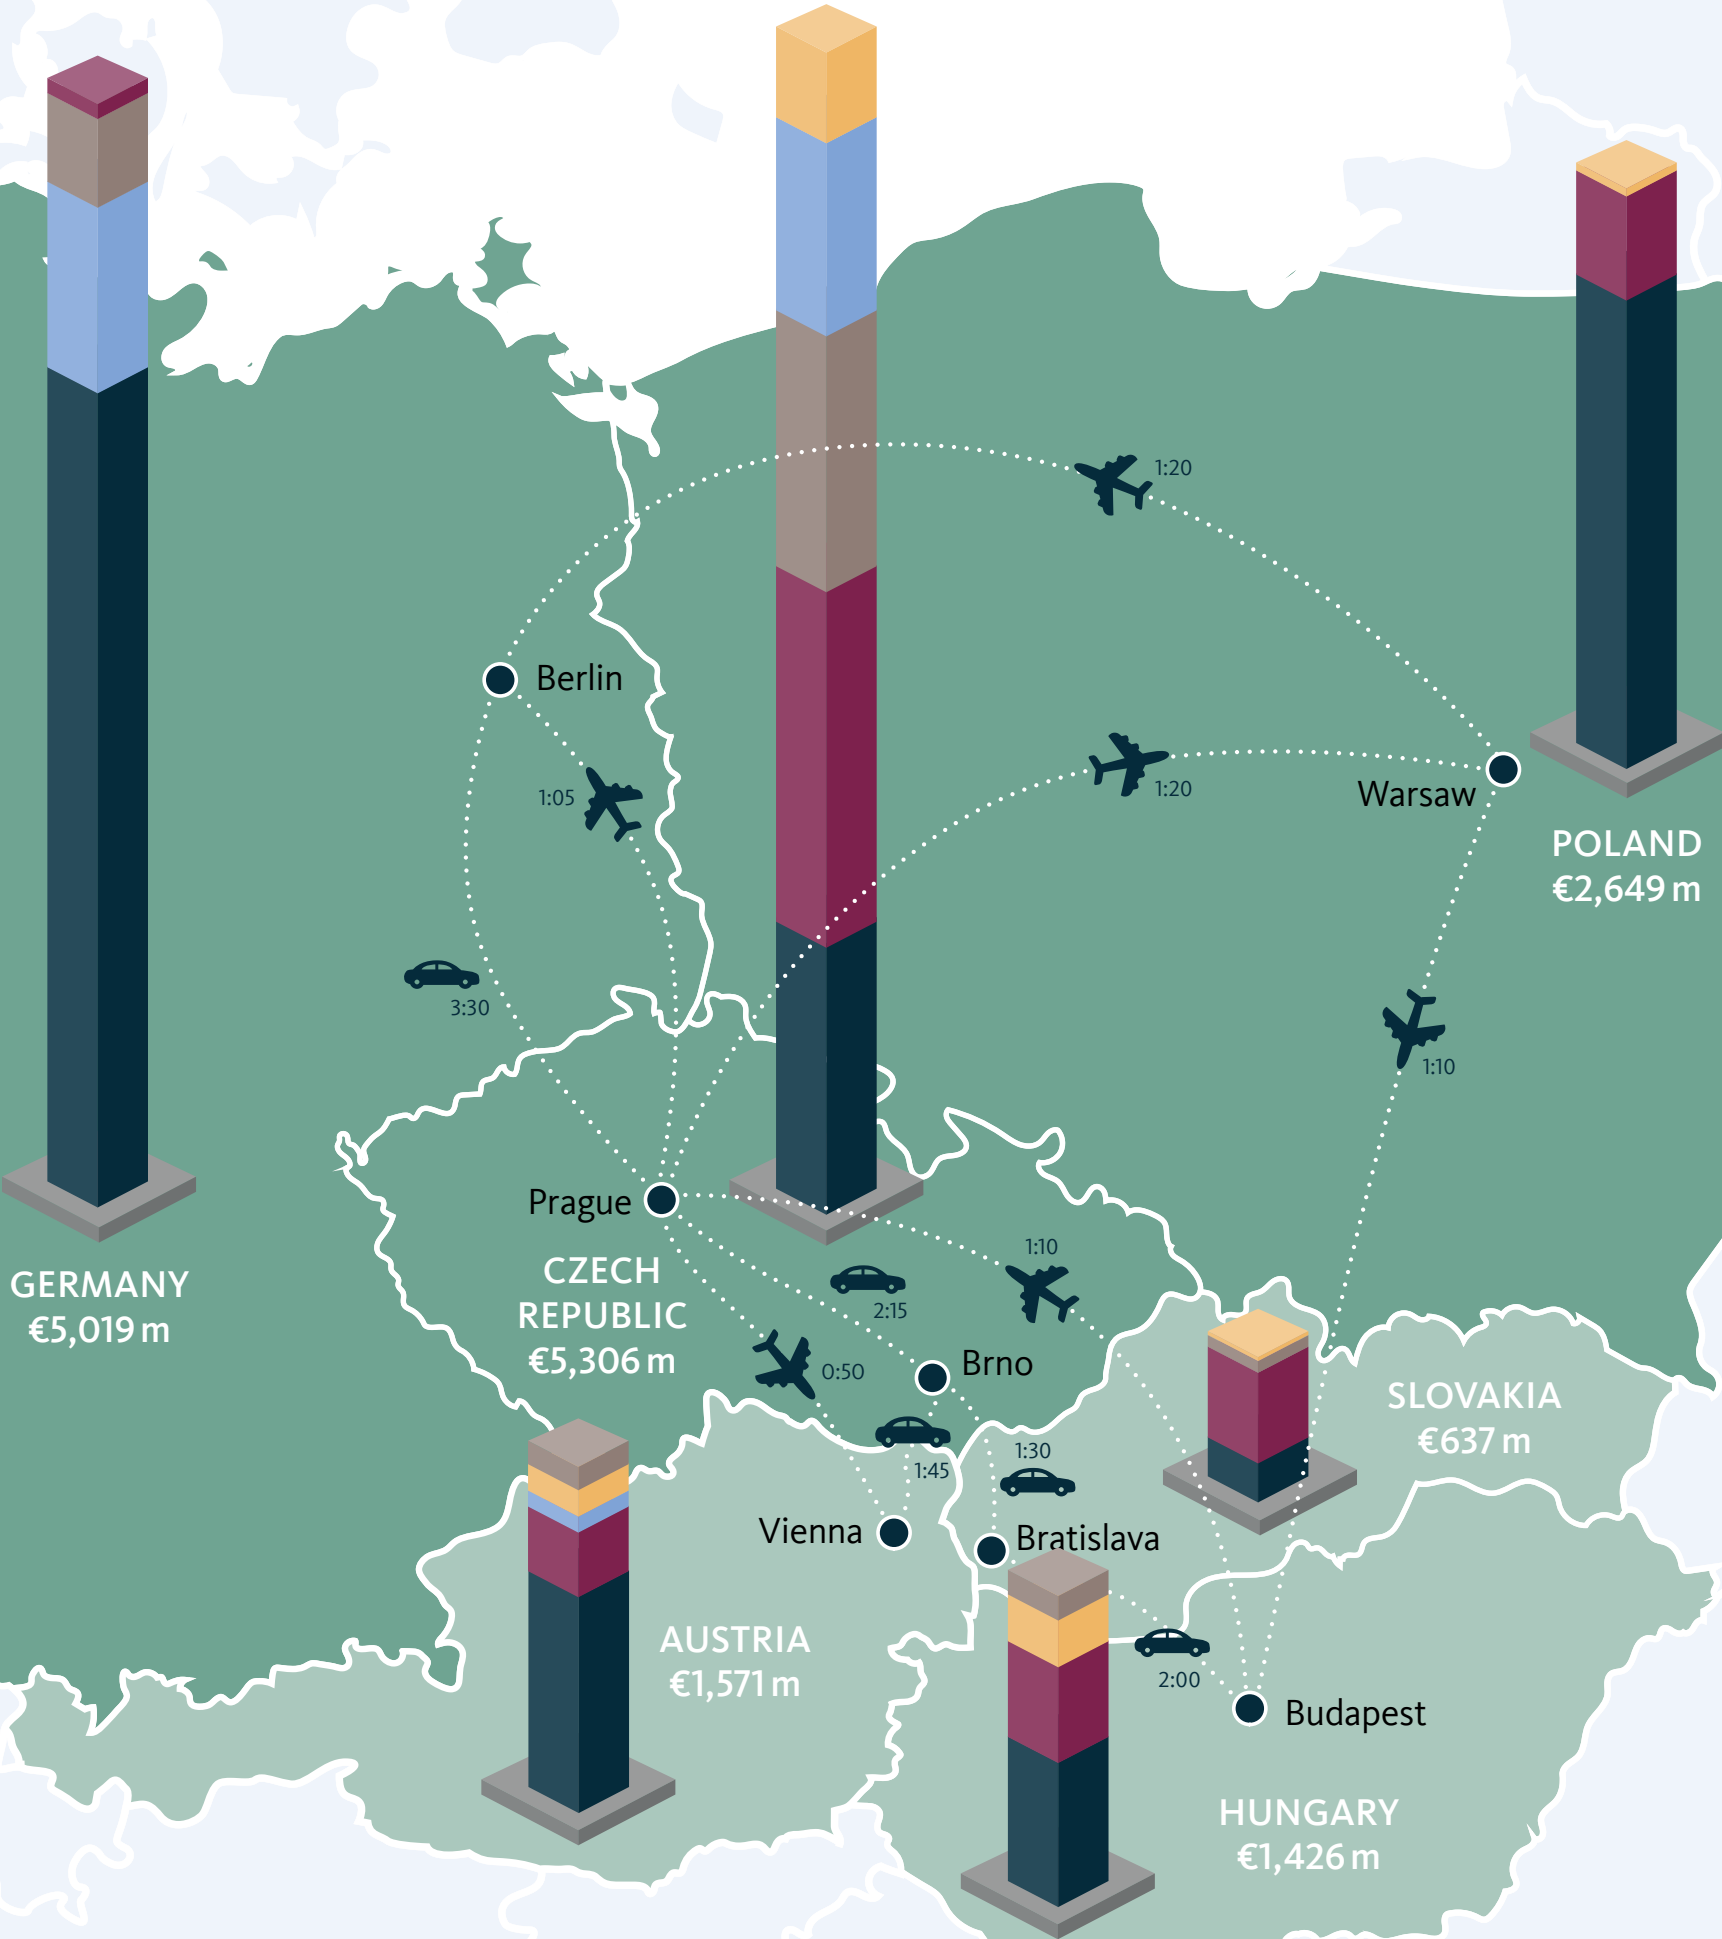 1:20
Berlin
1:05
1:20
Warsaw
POLAND
€2,649 m
3:30
1:10
Prague
GERMANY
€5,019 m
CZECH
REPUBLIC
€5,306 m
1:10
2:15
0:50
Brno
SLOVAKIA
€637 m
1:30
1:45
Vienna
Bratislava
AUSTRIA
€1,571 m
2:00
Budapest
HUNGARY
€1,426 m